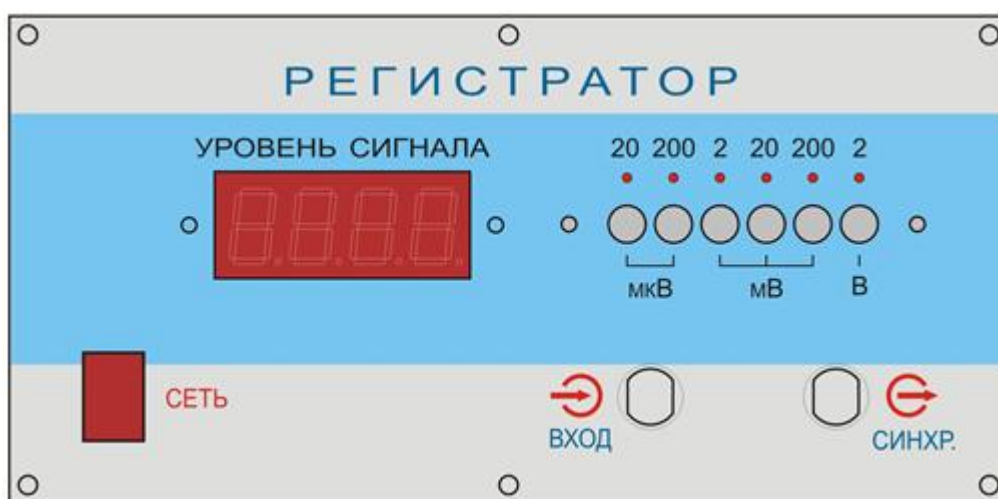 РЕГИСТРАТОР
УРОВЕНЬ СИГНАЛА
20 200 2 20 200 2
мкВ мВ В
СЕТЬ
ВХОД
СИНХР.